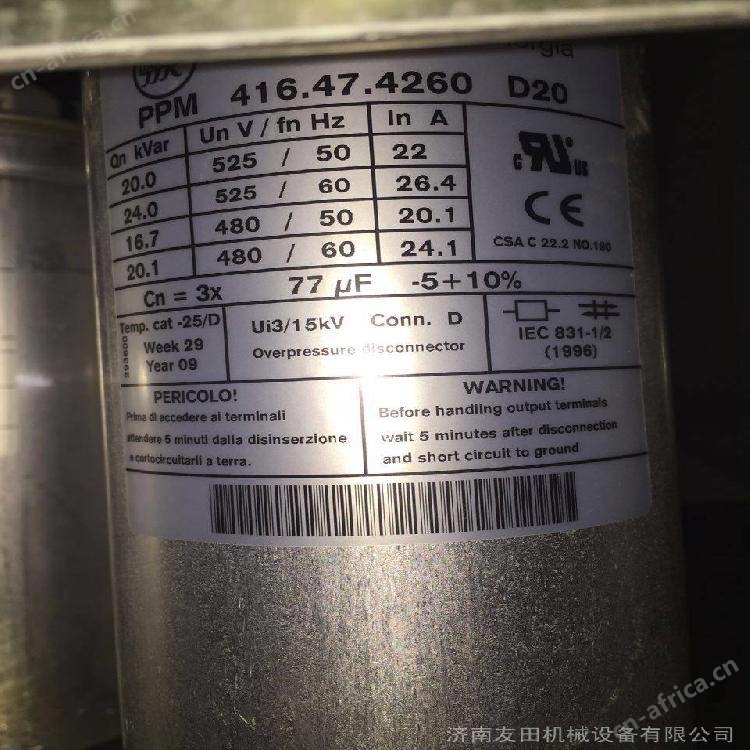 cn-africa.cn
PPM 416.47.4260 D20
Qn kVar Un V / fn Hz In A
20.0 525 / 50 22
24.0 525 / 60 26.4
16.7 480 / 50 20.1
20.1 480 / 60 24.1
c UR us
CE
CSA C 22.2 NO.190
Cn = 3x 77 µF -5+10%
Temp. cat -25/D
Week 29
Year 09
Ui3/15kV Conn. D
Overpressure disconnector
IEC 831-1/2
(1996)
PERICOLO!
Prima di accedere ai terminali
attendere 5 minuti dalla disinserzione
e cortocircuitarli a terra.
WARNING!
Before handling output terminals
wait 5 minutes after disconnection
and short circuit to ground
cn-africa.cn
济南友田机械设备有限公司